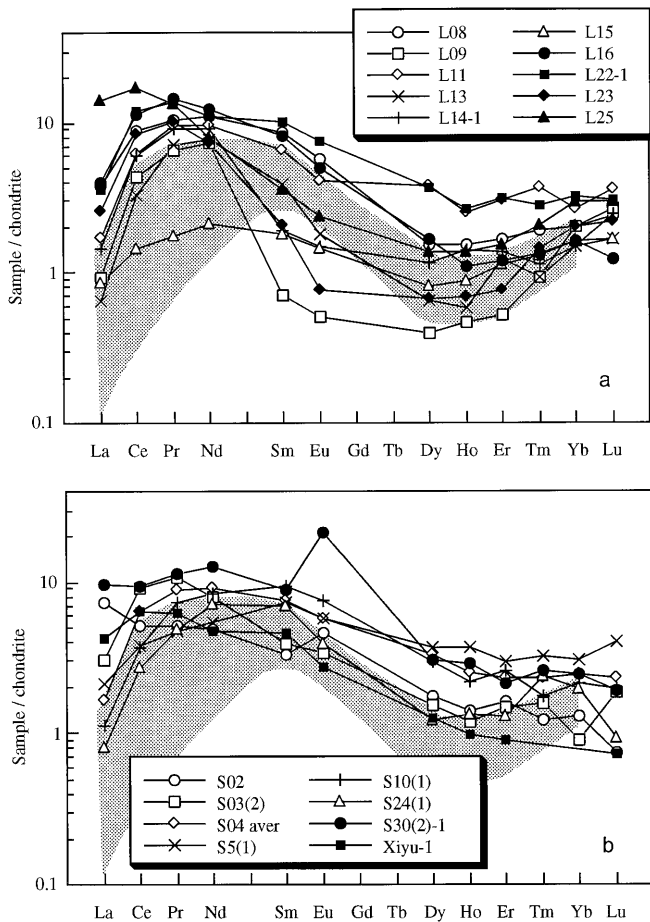 L08 L15
L09 L16
L11 L22-1
L13 L23
L14-1 L25
10
1
0.1
Sample / chondrite
a
La Ce Pr Nd Sm Eu Gd Tb Dy Ho Er Tm Yb Lu
10
1
0.1
Sample / chondrite
S02 S10(1)
S03(2) S24(1)
S04 aver S30(2)-1
S5(1) Xiyu-1
b
La Ce Pr Nd Sm Eu Gd Tb Dy Ho Er Tm Yb Lu